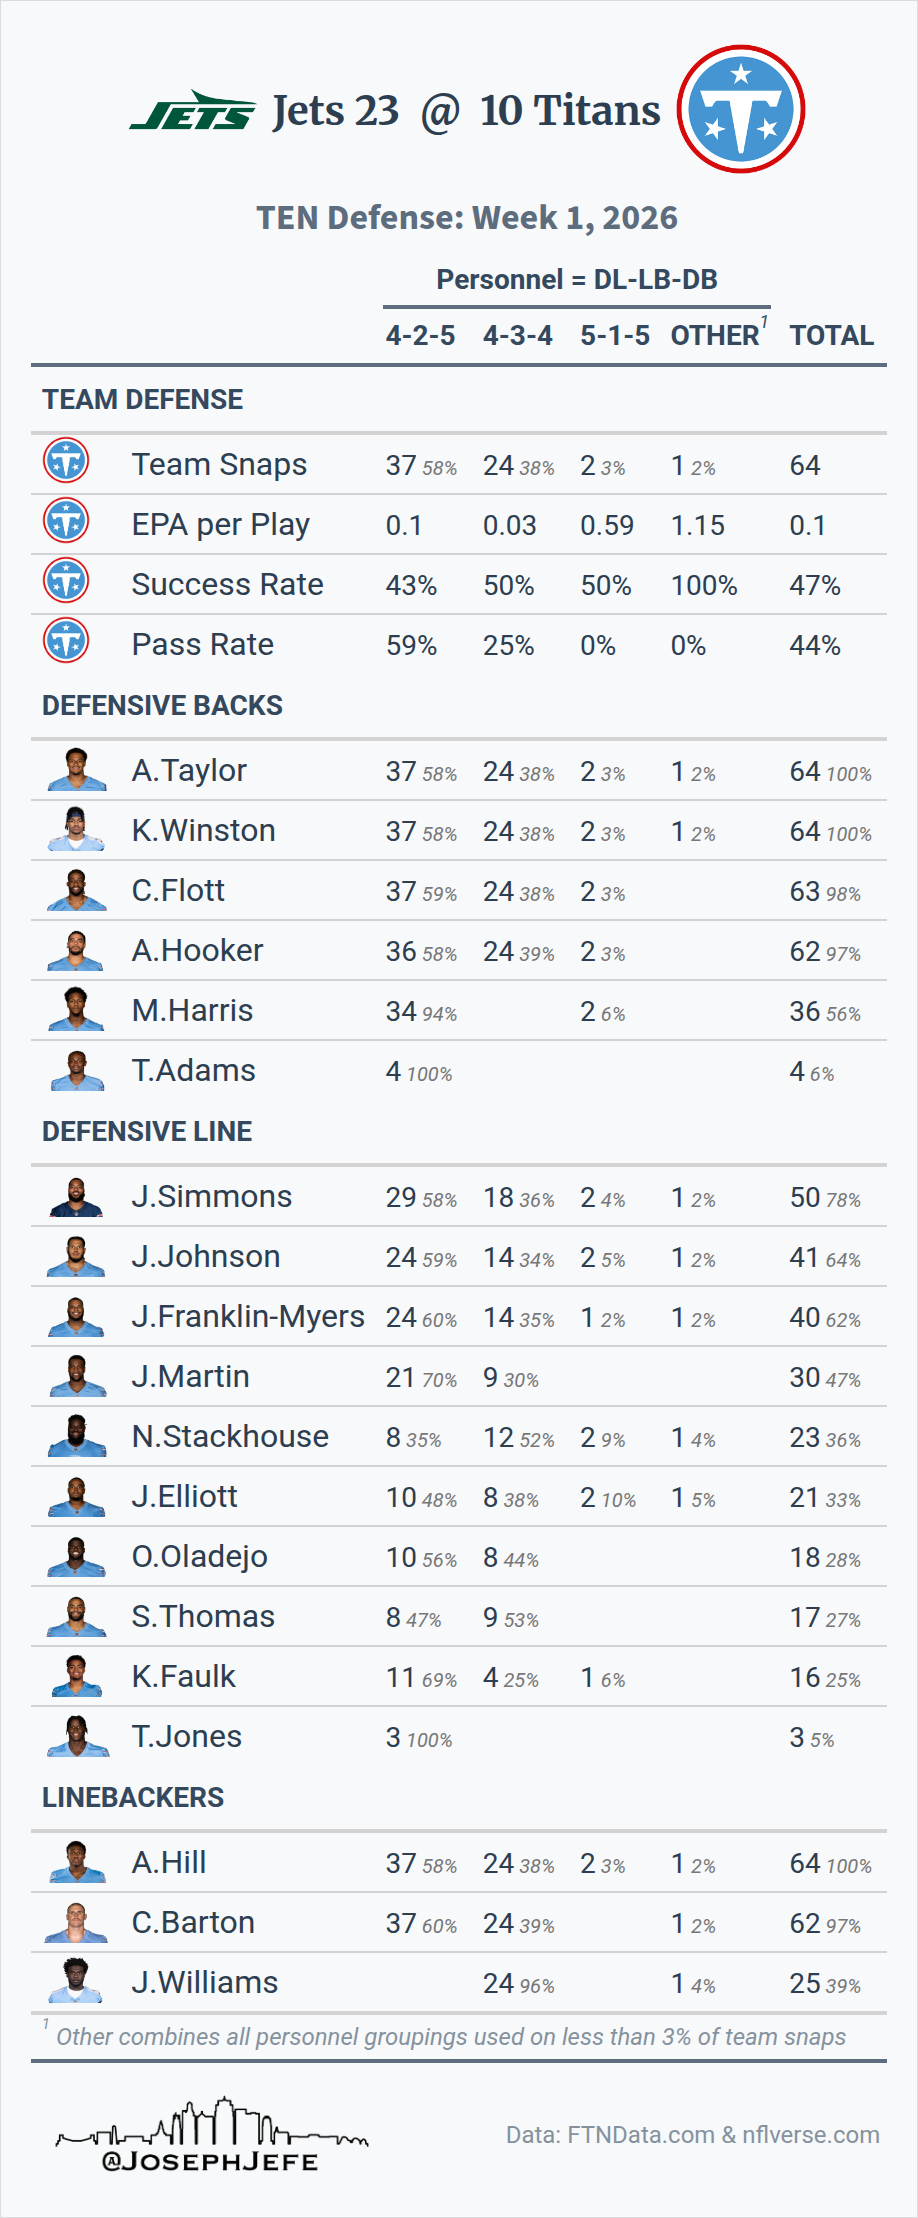 JETS Jets 23 @ 10 Titans T
TEN Defense: Week 1, 2026
Personnel = DL-LB-DB
4-2-5 4-3-4 5-1-5 OTHER1 TOTAL
TEAM DEFENSE
Team Snaps 37 58% 24 38% 2 3% 1 2% 64
EPA per Play 0.1 0.03 0.59 1.15 0.1
Success Rate 43% 50% 50% 100% 47%
Pass Rate 59% 25% 0% 0% 44%
DEFENSIVE BACKS
A.Taylor 37 58% 24 38% 2 3% 1 2% 64 100%
K.Winston 37 58% 24 38% 2 3% 1 2% 64 100%
C.Flott 37 59% 24 38% 2 3% 63 98%
A.Hooker 36 58% 24 39% 2 3% 62 97%
M.Harris 34 94% 2 6% 36 56%
T.Adams 4 100% 4 6%
DEFENSIVE LINE
J.Simmons 29 58% 18 36% 2 4% 1 2% 50 78%
J.Johnson 24 59% 14 34% 2 5% 1 2% 41 64%
J.Franklin-Myers 24 60% 14 35% 1 2% 1 2% 40 62%
J.Martin 21 70% 9 30% 30 47%
N.Stackhouse 8 35% 12 52% 2 9% 1 4% 23 36%
J.Elliott 10 48% 8 38% 2 10% 1 5% 21 33%
O.Oladejo 10 56% 8 44% 18 28%
S.Thomas 8 47% 9 53% 17 27%
K.Faulk 11 69% 4 25% 1 6% 16 25%
T.Jones 3 100% 3 5%
LINEBACKERS
A.Hill 37 58% 24 38% 2 3% 1 2% 64 100%
C.Barton 37 60% 24 39% 1 2% 62 97%
J.Williams 24 96% 1 4% 25 39%
1 Other combines all personnel groupings used on less than 3% of team snaps
@JosephJefe
Data: FTNData.com & nflverse.com